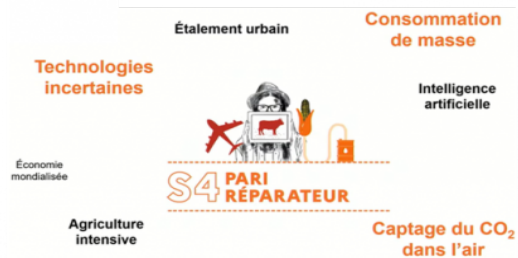 Étalement urbain
Consommation
de masse
Technologies
incertaines
Intelligence
artificielle
Économie
mondialisée
S4 PARI
RÉPARATEUR
Agriculture
intensive
Captage du CO₂
dans l'air